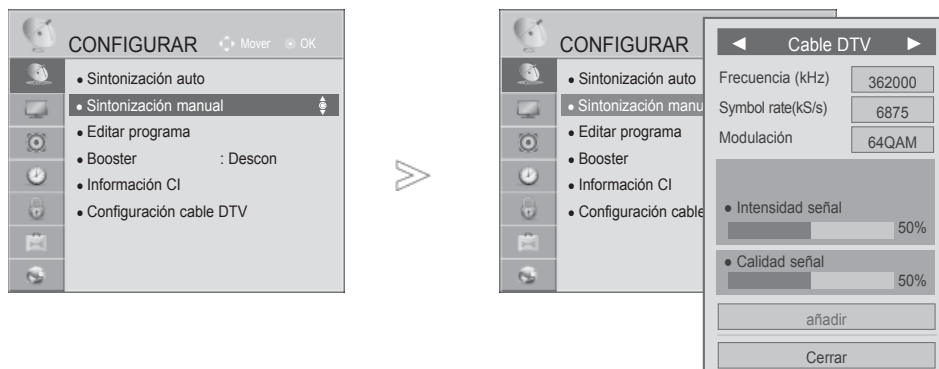 CONFIGURAR Mover OK
• Sintonización auto
• Sintonización manual
• Editar programa
• Booster : Descon
• Información CI
• Configuración cable DTV
CONFIGURAR
• Sintonización auto
• Sintonización manu
• Editar programa
• Booster
• Información CI
• Configuración cable
◄ Cable DTV ►
Frecuencia (kHz) 362000
Symbol rate(kS/s) 6875
Modulación 64QAM
• Intensidad señal
50%
• Calidad señal
50%
añadir
Cerrar